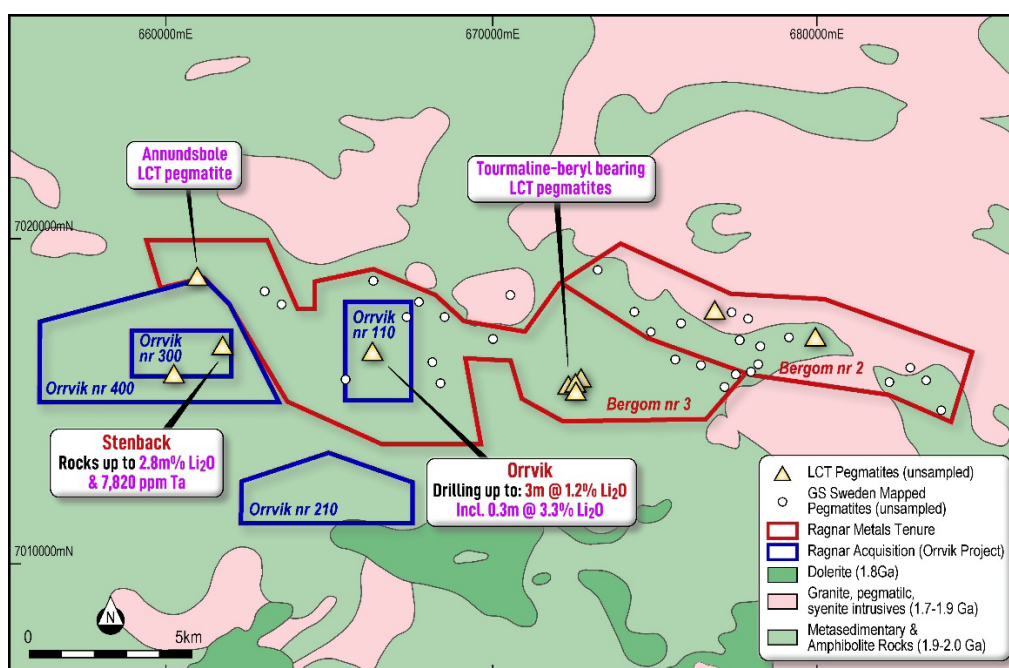 660000mE
670000mE
680000mE
Annundsbole
LCT pegmatite
Tourmaline-beryl bearing
LCT pegmatites
7020000mN
Orrvik
nr 110
Orrvik
nr 300
Orrvik nr 400
Bergom nr 2
Bergom nr 3
Stenback
Rocks up to 2.8m% Li₂O
& 7,820 ppm Ta
Orrvik
Drilling up to: 3m @ 1.2% Li₂O
Incl. 0.3m @ 3.3% Li₂O
Orrvik nr 210
7010000mN
N
0
5km
LCT Pegmatites (unsampled)
GS Sweden Mapped
Pegmatites (unsampled)
Ragnar Metals Tenure
Ragnar Acquisition (Orrvik Project)
Dolerite (1.8Ga)
Granite, pegmatilc,
syenite intrusives (1.7-1.9 Ga)
Metasedimentary &
Amphibolite Rocks (1.9-2.0 Ga)